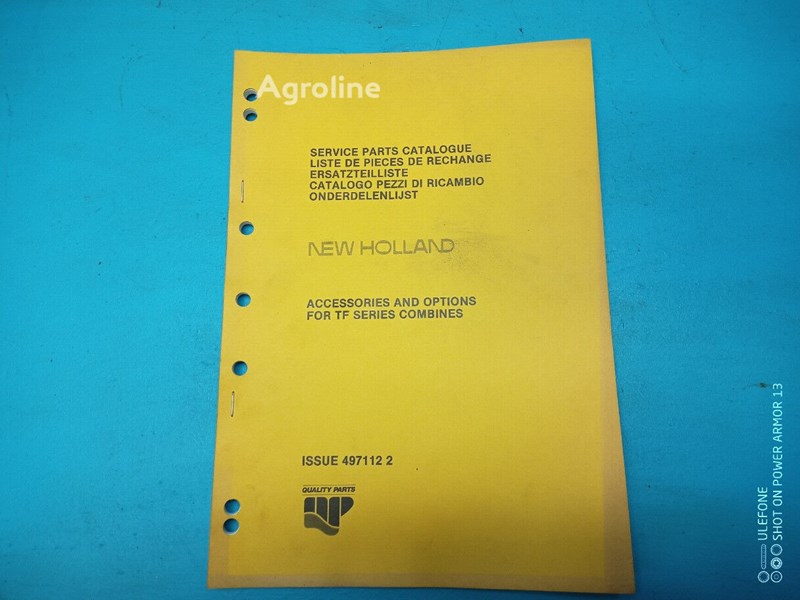 Agroline
SERVICE PARTS CATALOGUE
LISTE DE PIECES DE RECHANGE
ERSATZTEILLISTE
CATALOGO PEZZI DI RICAMBIO
ONDERDELENLIJST
NEW HOLLAND
ACCESSORIES AND OPTIONS
FOR TF SERIES COMBINES
ISSUE 497112 2
QUALITY PARTS
ULEFONE
SHOT ON POWER ARMOR 13